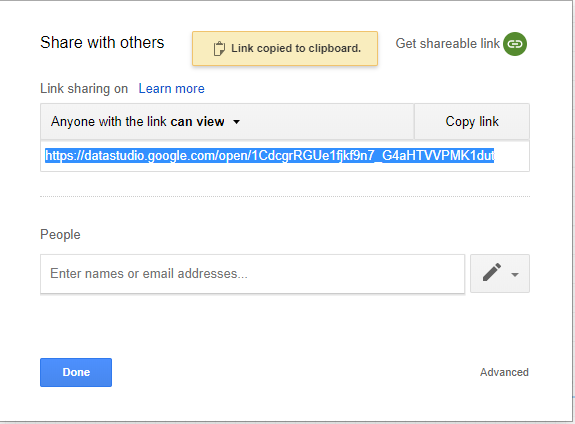 Share with others
Link copied to clipboard.
Get shareable link
Link sharing on Learn more
Anyone with the link can view
Copy link
https://datastudio.google.com/open/1CdcgrRGUe1fjkf9n7_G4aHTVVPMK1dut
People
Enter names or email addresses...
Done
Advanced